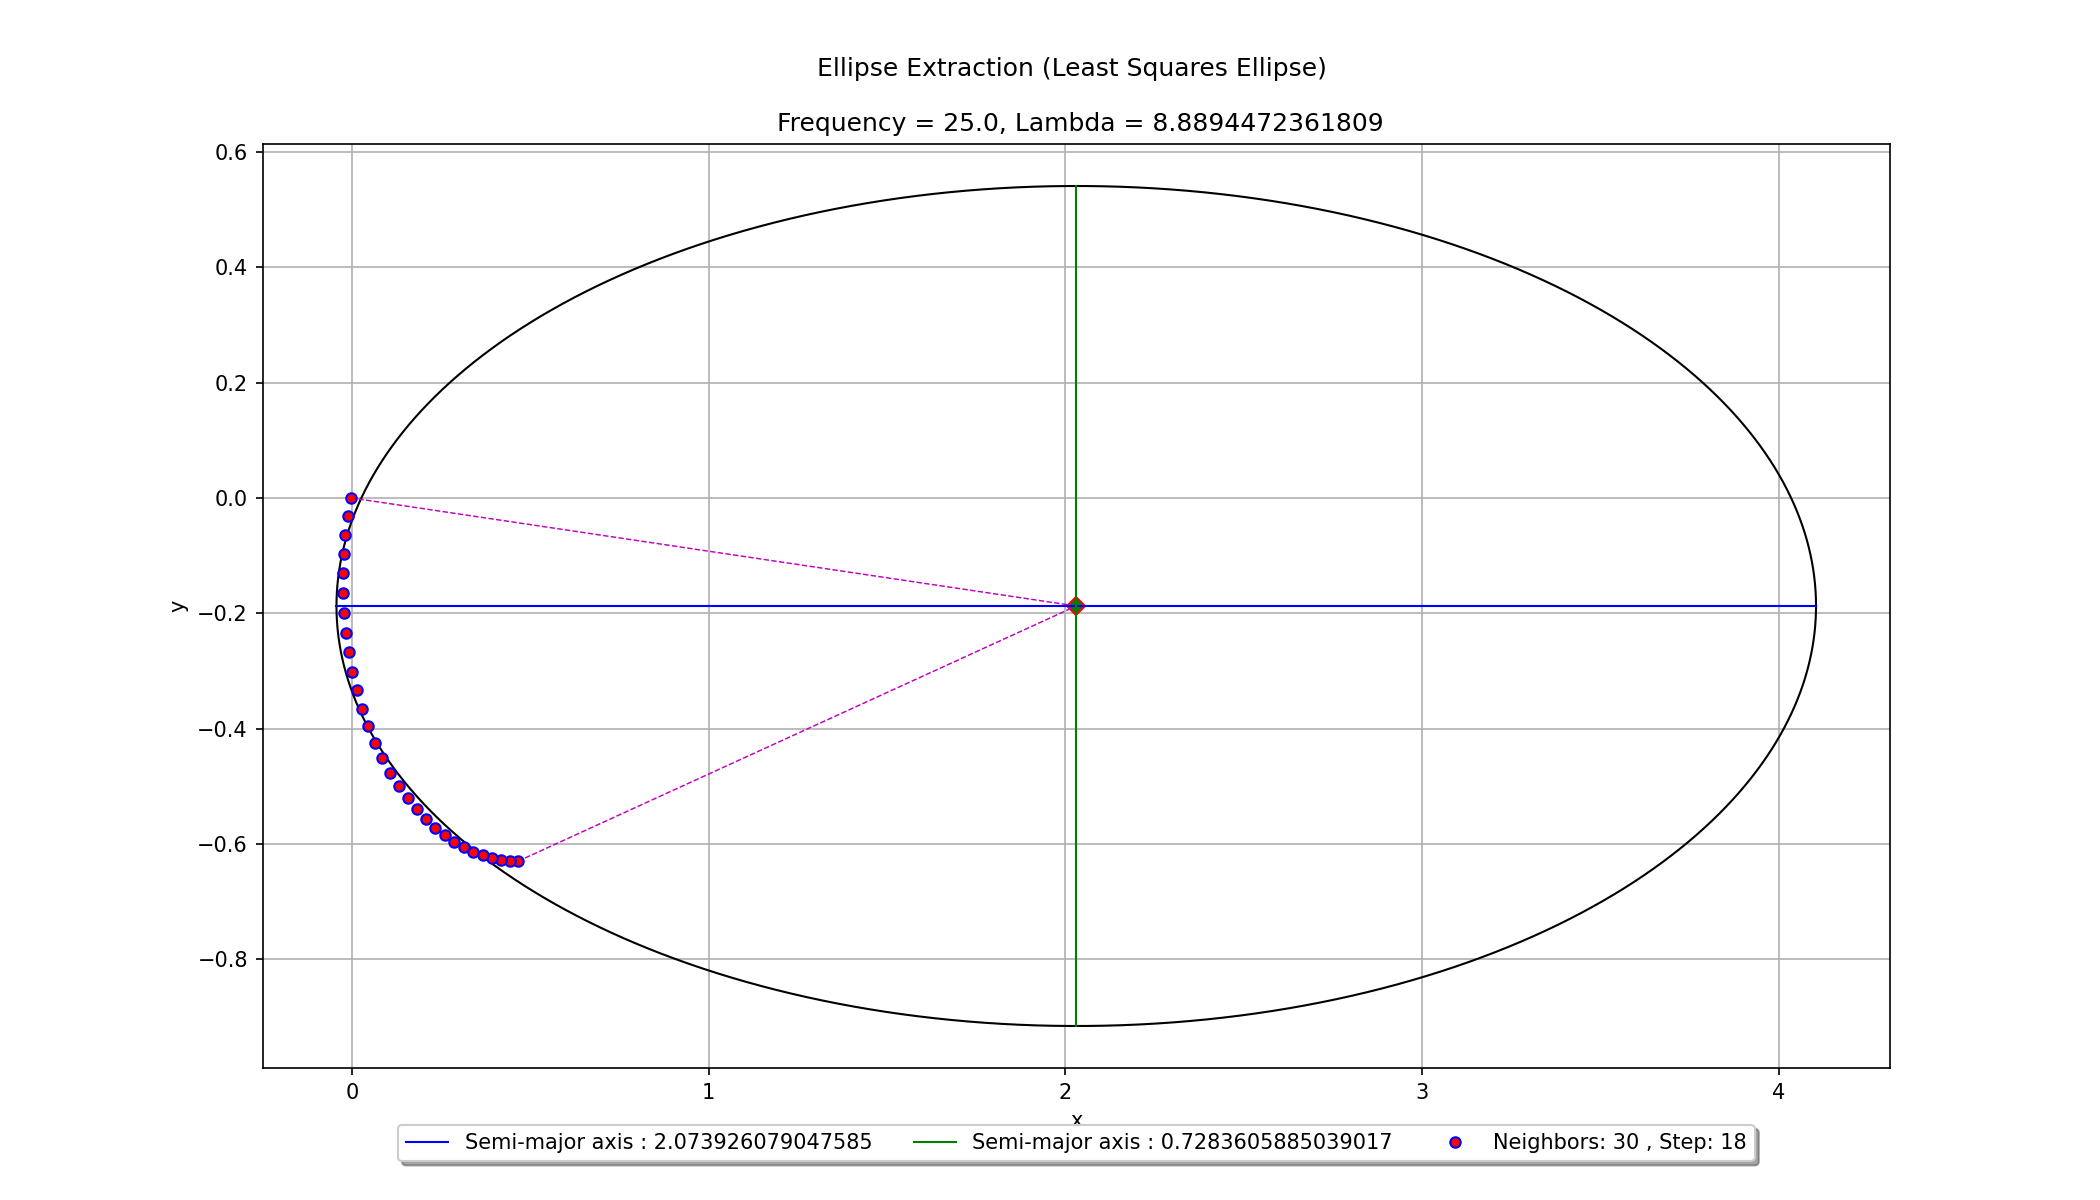 Ellipse Extraction (Least Squares Ellipse)
Frequency = 25.0, Lambda = 8.8894472361809
0.6
0.4
0.2
0.0
−0.2
−0.4
−0.6
−0.8
y
0 1 2 3 4
x
Semi-major axis : 2.073926079047585 Semi-major axis : 0.7283605885039017 Neighbors: 30 , Step: 18